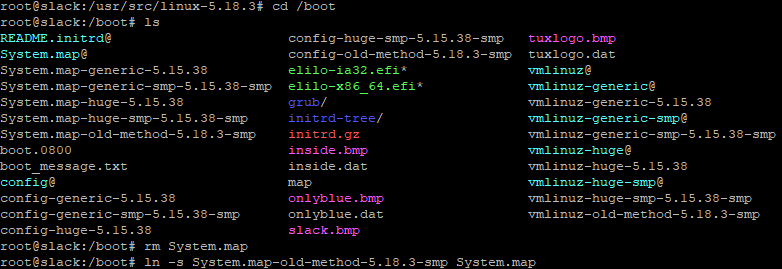 root@slack:/usr/src/linux-5.18.3# cd /boot
root@slack:/boot# ls
README.initrd@ config-huge-smp-5.15.38-smp tuxlogo.bmp
System.map@ config-old-method-5.18.3-smp tuxlogo.dat
System.map-generic-5.15.38 elilo-ia32.efi* vmlinuz@
System.map-generic-smp-5.15.38-smp elilo-x86_64.efi* vmlinuz-generic@
System.map-huge-5.15.38 grub/ vmlinuz-generic-5.15.38
System.map-huge-smp-5.15.38-smp initrd-tree/ vmlinuz-generic-smp@
System.map-old-method-5.18.3-smp initrd.gz vmlinuz-generic-smp-5.15.38-smp
boot.0800 inside.bmp vmlinuz-huge@
boot_message.txt inside.dat vmlinuz-huge-5.15.38
config@ map vmlinuz-huge-smp@
config-generic-5.15.38 onlyblue.bmp vmlinuz-huge-smp-5.15.38-smp
config-generic-smp-5.15.38-smp onlyblue.dat vmlinuz-old-method-5.18.3-smp
config-huge-5.15.38 slack.bmp
root@slack:/boot# rm System.map
root@slack:/boot# ln -s System.map-old-method-5.18.3-smp System.map